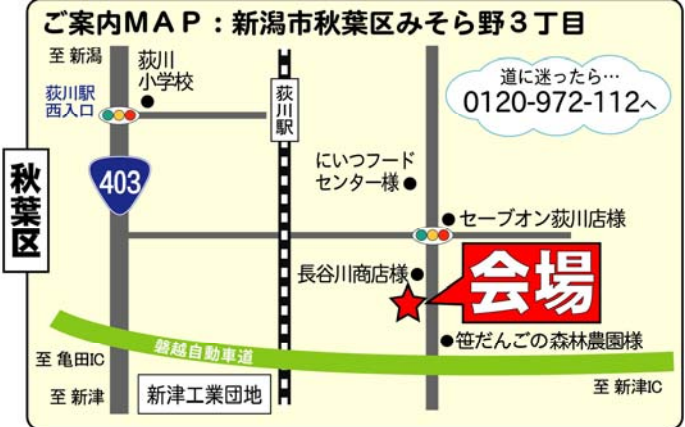 ご案内MAP：新潟市秋葉区みそら野3丁目
至 新潟
荻川
小学校
荻川駅
西入口
荻川駅
道に迷ったら…
0120-972-112へ
秋葉区
403
にいつフード
センター様
セーブオン荻川店様
長谷川商店様
会場
笹だんごの森林農園様
磐越自動車道
至 亀田IC
至 新津
新津工業団地
至 新津IC